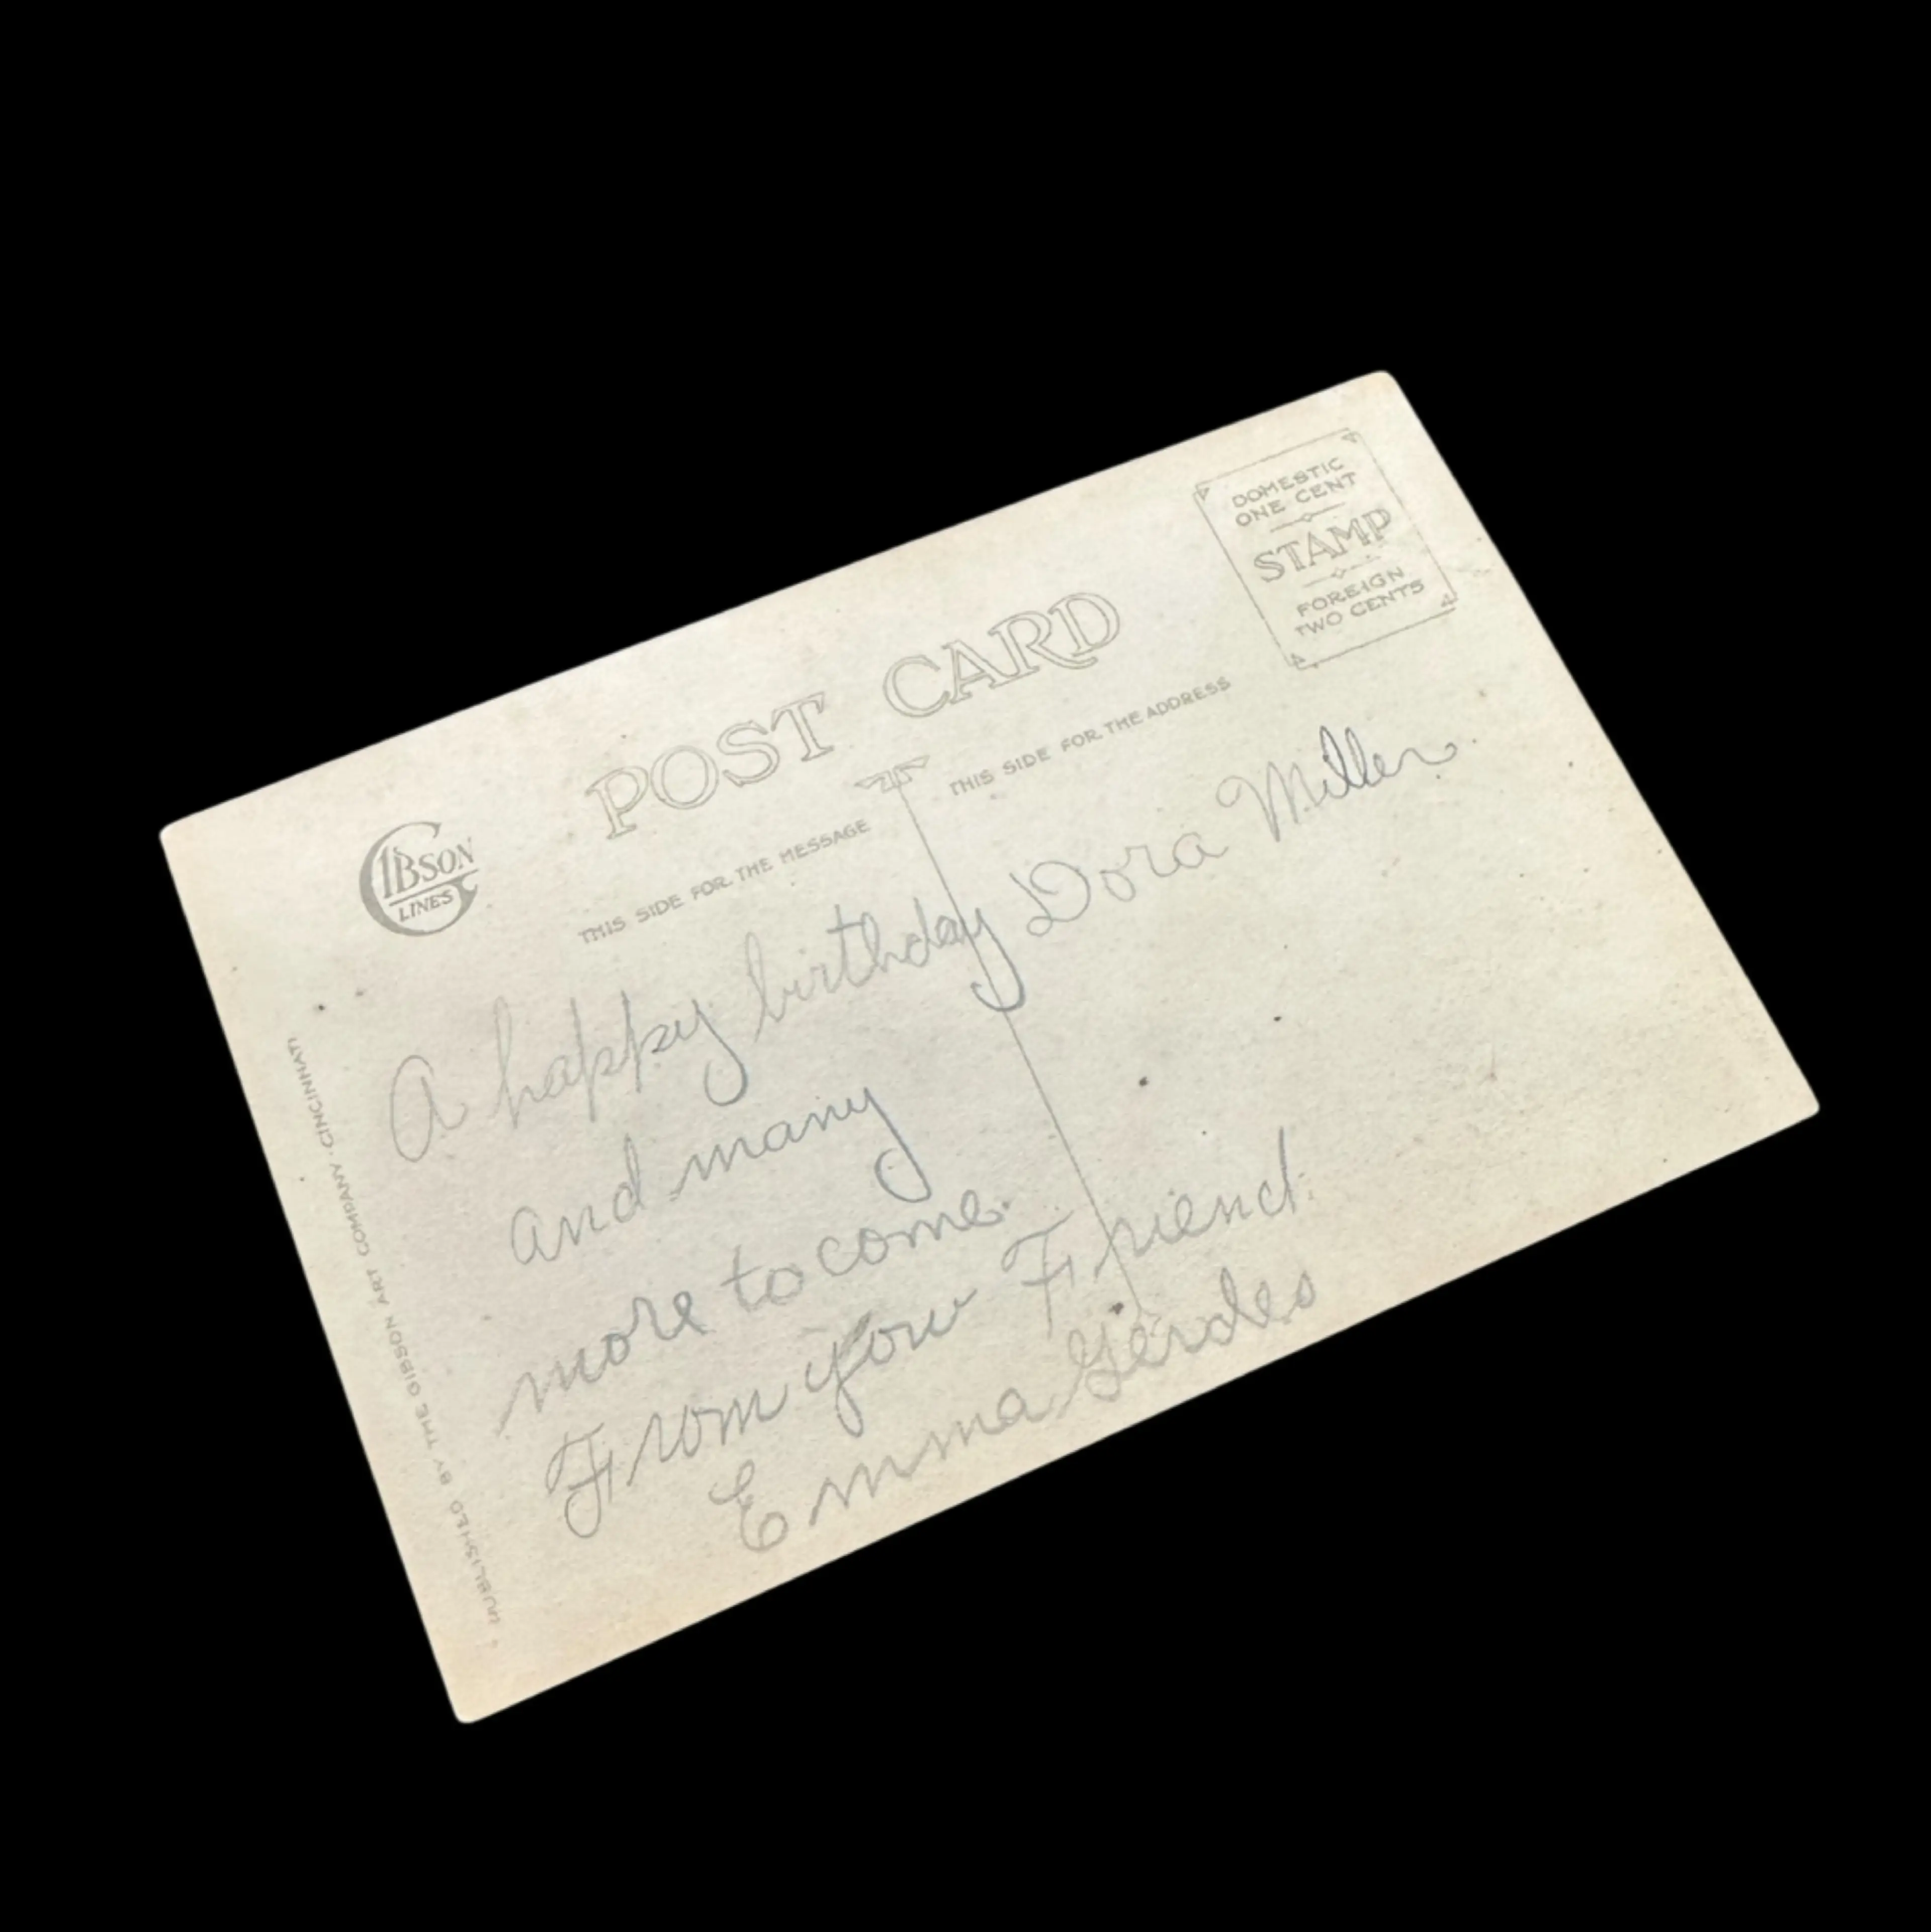 DOMESTIC
ONE CENT
STAMP
FOREIGN
TWO CENTS
POST CARD
GIBSON
LINES
THIS SIDE FOR THE MESSAGE
THIS SIDE FOR THE ADDRESS
A happy birthday Dora Miller.
and many
more to come.
From your Friend
Emma Gerdes
PUBLISHED BY THE GIBSON ART COMPANY, CINCINNATI